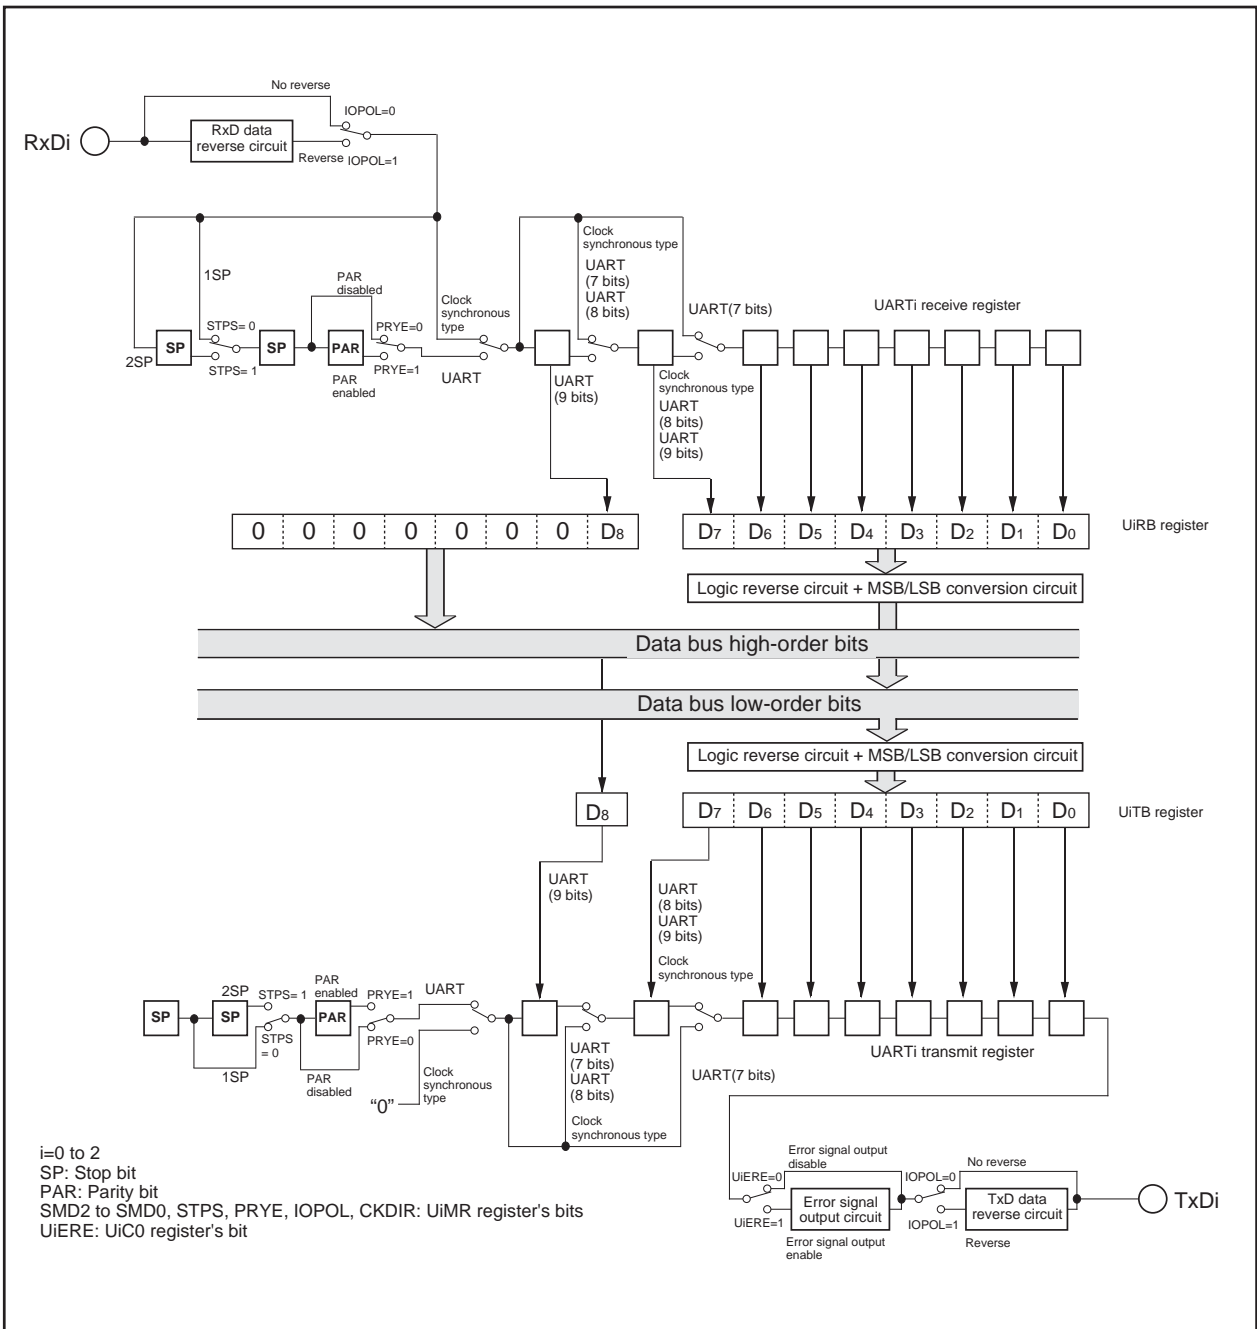 No reverse
RxDi
RxD data
reverse circuit
IOPOL=0
Reverse
IOPOL=1
1SP
2SP
SP
STPS= 0
STPS= 1
SP
PAR
disabled
PAR
PAR
enabled
PRYE=0
PRYE=1
Clock
synchronous
type
UART
Clock
synchronous type
UART
(7 bits)
UART
(8 bits)
UART(7 bits)
UARTi receive register
UART
(9 bits)
Clock
synchronous type
UART
(8 bits)
UART
(9 bits)
0 0 0 0 0 0 0 D8
D7 D6 D5 D4 D3 D2 D1 D0
UiRB register
Logic reverse circuit + MSB/LSB conversion circuit
Data bus high-order bits
Data bus low-order bits
Logic reverse circuit + MSB/LSB conversion circuit
D8
D7 D6 D5 D4 D3 D2 D1 D0
UiTB register
UART
(9 bits)
UART
(8 bits)
UART
(9 bits)
Clock
synchronous type
SP
2SP
SP
1SP
STPS= 1
STPS
= 0
PAR
enabled
PAR
PAR
disabled
PRYE=1
PRYE=0
UART
Clock
synchronous
type
“0”
UART
(7 bits)
UART
(8 bits)
Clock
synchronous type
UART(7 bits)
UARTi transmit register
i=0 to 2
SP: Stop bit
PAR: Parity bit
SMD2 to SMD0, STPS, PRYE, IOPOL, CKDIR: UiMR register's bits
UiERE: UiC0 register's bit
Error signal output
disable
UiERE=0
UiERE=1
Error signal
output circuit
Error signal output
enable
IOPOL=0
IOPOL=1
No reverse
TxD data
reverse circuit
Reverse
TxDi